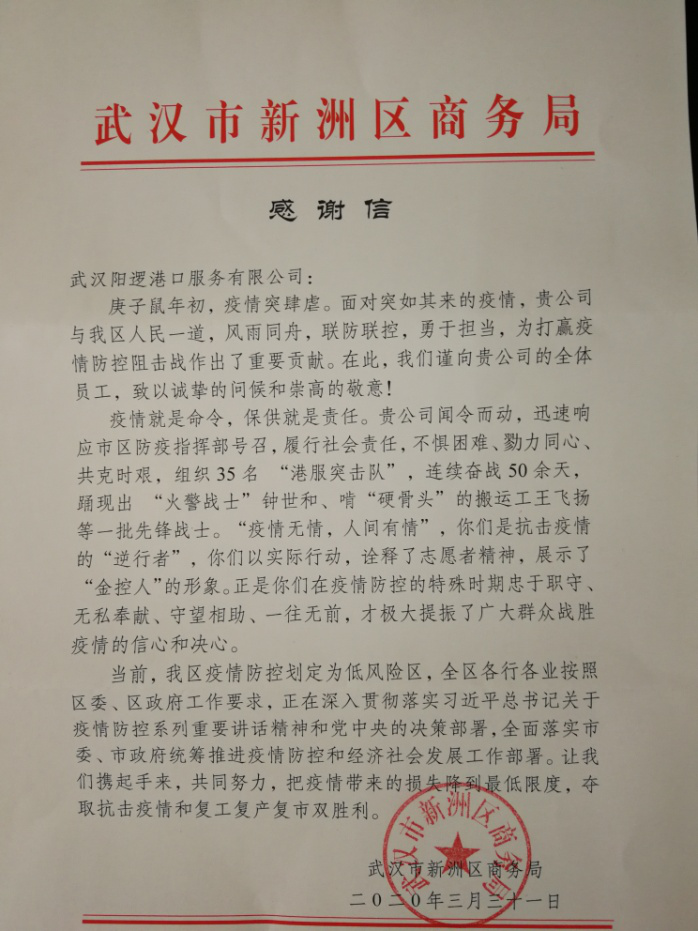 武汉市新洲区商务局
感谢信
武汉阳逻港口服务有限公司：
庚子鼠年初，疫情突肆虐。面对突如其来的疫情，贵公司
与我区人民一道，风雨同舟，联防联控，勇于担当，为打赢疫
情防控阻击战作出了重要贡献。在此，我们谨向贵公司的全体
员工，致以诚挚的问候和崇高的敬意！
疫情就是命令，保供就是责任。贵公司闻令而动，迅速响
应市区防疫指挥部号召，履行社会责任，不惧困难、勠力同心、
共克时艰，组织35名 “港服突击队”，连续奋战50余天，
踊现出 “火警战士”钟世和、啃“硬骨头”的搬运工王飞扬
等一批先锋战士。“疫情无情，人间有情”，你们是抗击疫情
的“逆行者”，你们以实际行动，诠释了志愿者精神，展示了
“金控人”的形象。正是你们在疫情防控的特殊时期忠于职守、
无私奉献、守望相助、一往无前，才极大提振了广大群众战胜
疫情的信心和决心。
当前，我区疫情防控划定为低风险区，全区各行各业按照
区委、区政府工作要求，正在深入贯彻落实习近平总书记关于
疫情防控系列重要讲话精神和党中央的决策部署，全面落实市
委、市政府统筹推进疫情防控和经济社会发展工作部署。让我
们携起手来，共同努力，把疫情带来的损失降到最低限度，夺
取抗击疫情和复工复产复市双胜利。
武汉市新洲区商务局
武汉市新洲区商务局
二〇二〇年三月三十一日